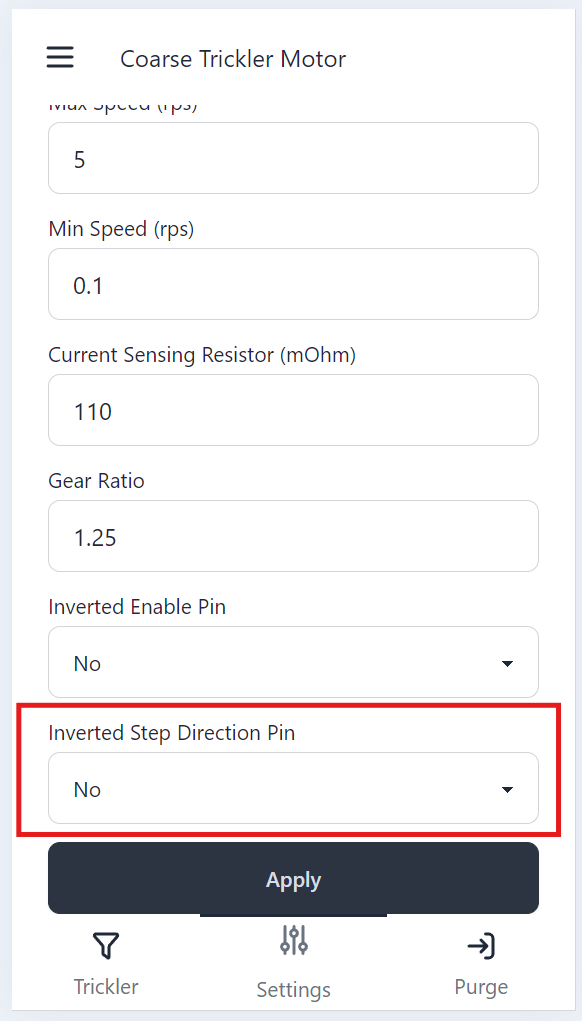 Coarse Trickler Motor
Max Speed (rps)
5
Min Speed (rps)
0.1
Current Sensing Resistor (mOhm)
110
Gear Ratio
1.25
Inverted Enable Pin
No
Inverted Step Direction Pin
No
Apply
Trickler
Settings
Purge